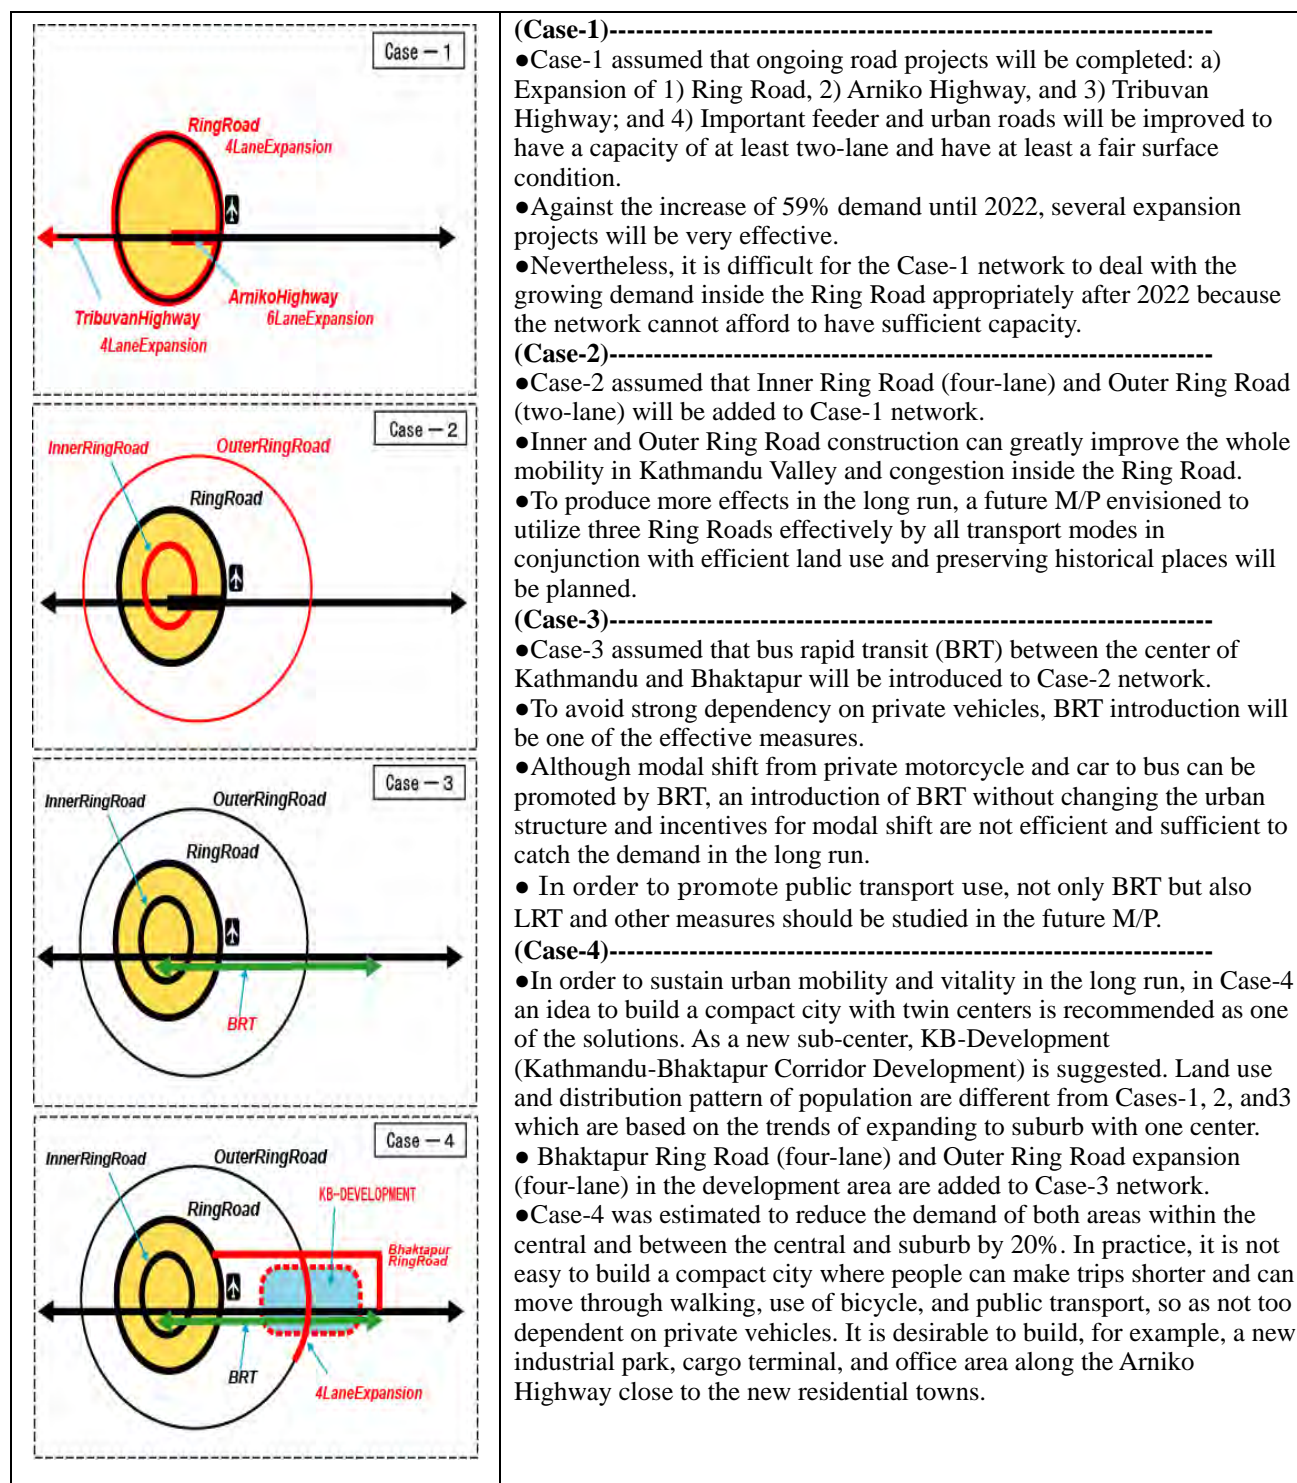 Case－1
RingRoad
4LaneExpansion
ArnikoHighway
6LaneExpansion
TribuvanHighway
4LaneExpansion
Case－2
InnerRingRoad
OuterRingRoad
RingRoad
Case－3
InnerRingRoad
OuterRingRoad
RingRoad
BRT
Case－4
InnerRingRoad
OuterRingRoad
KB-DEVELOPMENT
RingRoad
Bhaktapur
RingRoad
BRT
4LaneExpansion
(Case-1)--------------------------------------------------------------------
●Case-1 assumed that ongoing road projects will be completed: a)
Expansion of 1) Ring Road, 2) Arniko Highway, and 3) Tribuvan
Highway; and 4) Important feeder and urban roads will be improved to
have a capacity of at least two-lane and have at least a fair surface
condition.
●Against the increase of 59% demand until 2022, several expansion
projects will be very effective.
●Nevertheless, it is difficult for the Case-1 network to deal with the
growing demand inside the Ring Road appropriately after 2022 because
the network cannot afford to have sufficient capacity.
(Case-2)--------------------------------------------------------------------
●Case-2 assumed that Inner Ring Road (four-lane) and Outer Ring Road
(two-lane) will be added to Case-1 network.
●Inner and Outer Ring Road construction can greatly improve the whole
mobility in Kathmandu Valley and congestion inside the Ring Road.
●To produce more effects in the long run, a future M/P envisioned to
utilize three Ring Roads effectively by all transport modes in
conjunction with efficient land use and preserving historical places will
be planned.
(Case-3)--------------------------------------------------------------------
●Case-3 assumed that bus rapid transit (BRT) between the center of
Kathmandu and Bhaktapur will be introduced to Case-2 network.
●To avoid strong dependency on private vehicles, BRT introduction will
be one of the effective measures.
●Although modal shift from private motorcycle and car to bus can be
promoted by BRT, an introduction of BRT without changing the urban
structure and incentives for modal shift are not efficient and sufficient to
catch the demand in the long run.
● In order to promote public transport use, not only BRT but also
LRT and other measures should be studied in the future M/P.
(Case-4)--------------------------------------------------------------------
●In order to sustain urban mobility and vitality in the long run, in Case-4
an idea to build a compact city with twin centers is recommended as one
of the solutions. As a new sub-center, KB-Development
(Kathmandu-Bhaktapur Corridor Development) is suggested. Land use
and distribution pattern of population are different from Cases-1, 2, and3
which are based on the trends of expanding to suburb with one center.
● Bhaktapur Ring Road (four-lane) and Outer Ring Road expansion
(four-lane) in the development area are added to Case-3 network.
●Case-4 was estimated to reduce the demand of both areas within the
central and between the central and suburb by 20%. In practice, it is not
easy to build a compact city where people can make trips shorter and can
move through walking, use of bicycle, and public transport, so as not too
dependent on private vehicles. It is desirable to build, for example, a new
industrial park, cargo terminal, and office area along the Arniko
Highway close to the new residential towns.